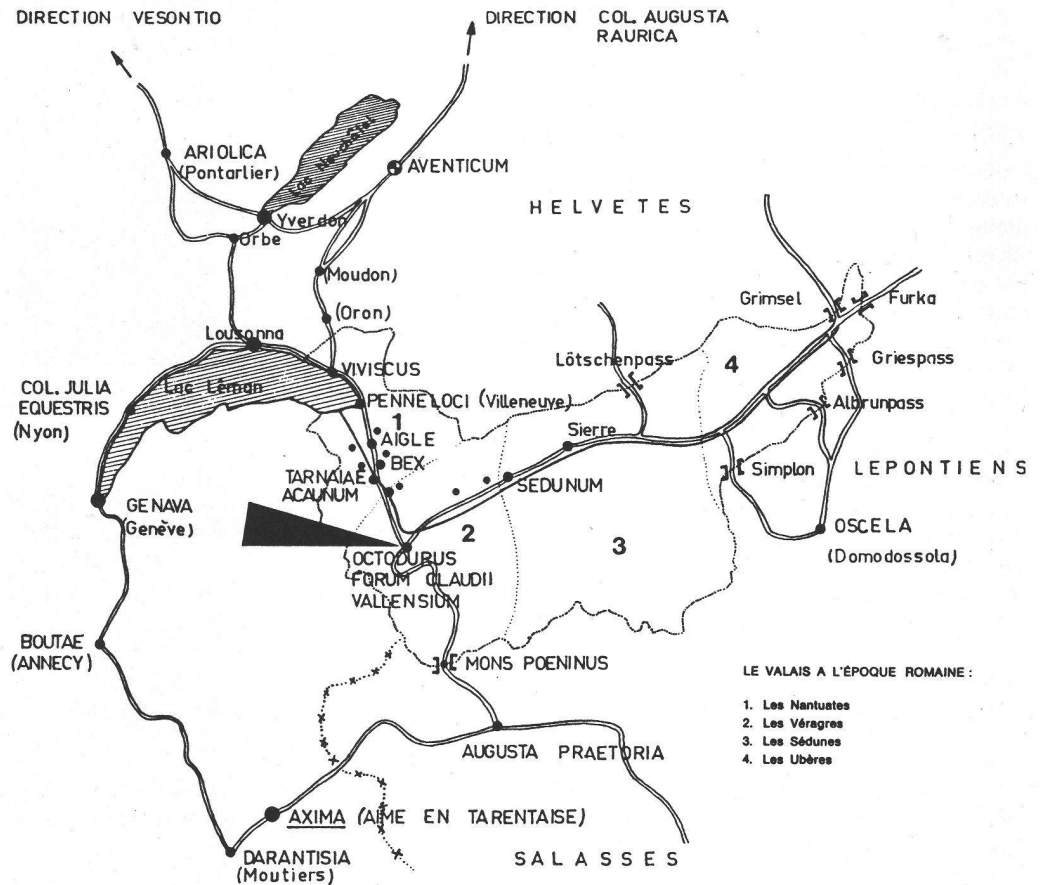 DIRECTION VESONTIO
DIRECTION COL. AUGUSTA
RAURICA
ARIOLICA
(Pontarlier)
Lac Neuchâtel
AVENTICUM
Yverdon
Orbe
HELVETES
(Moudon)
(Oron)
Grimsel
Furka
Lousonna
Lötschenpass
4
Griespass
VIVISCUS
COL. JULIA
EQUESTRIS
(Nyon)
Lac Léman
PENNELOCI (Villeneuve)
Albrunpass
1
AIGLE
Sierre
BEX
TARNAIAE
ACAUNUM
SEDUNUM
Simplon
LEPONTIENS
GENAVA
(Genève)
2
3
OSCELA
(Domodossola)
OCTODURUS
FORUM CLAUDII
VALLENSIUM
BOUTAE
(ANNECY)
MONS POENINUS
LE VALAIS A L'ÉPOQUE ROMAINE :
1. Les Nantuates
2. Les Véragres
3. Les Sédunes
4. Les Ubères
AUGUSTA PRAETORIA
AXIMA (AIME EN TARENTAISE)
DARANTISIA
(Moutiers)
SALASSES